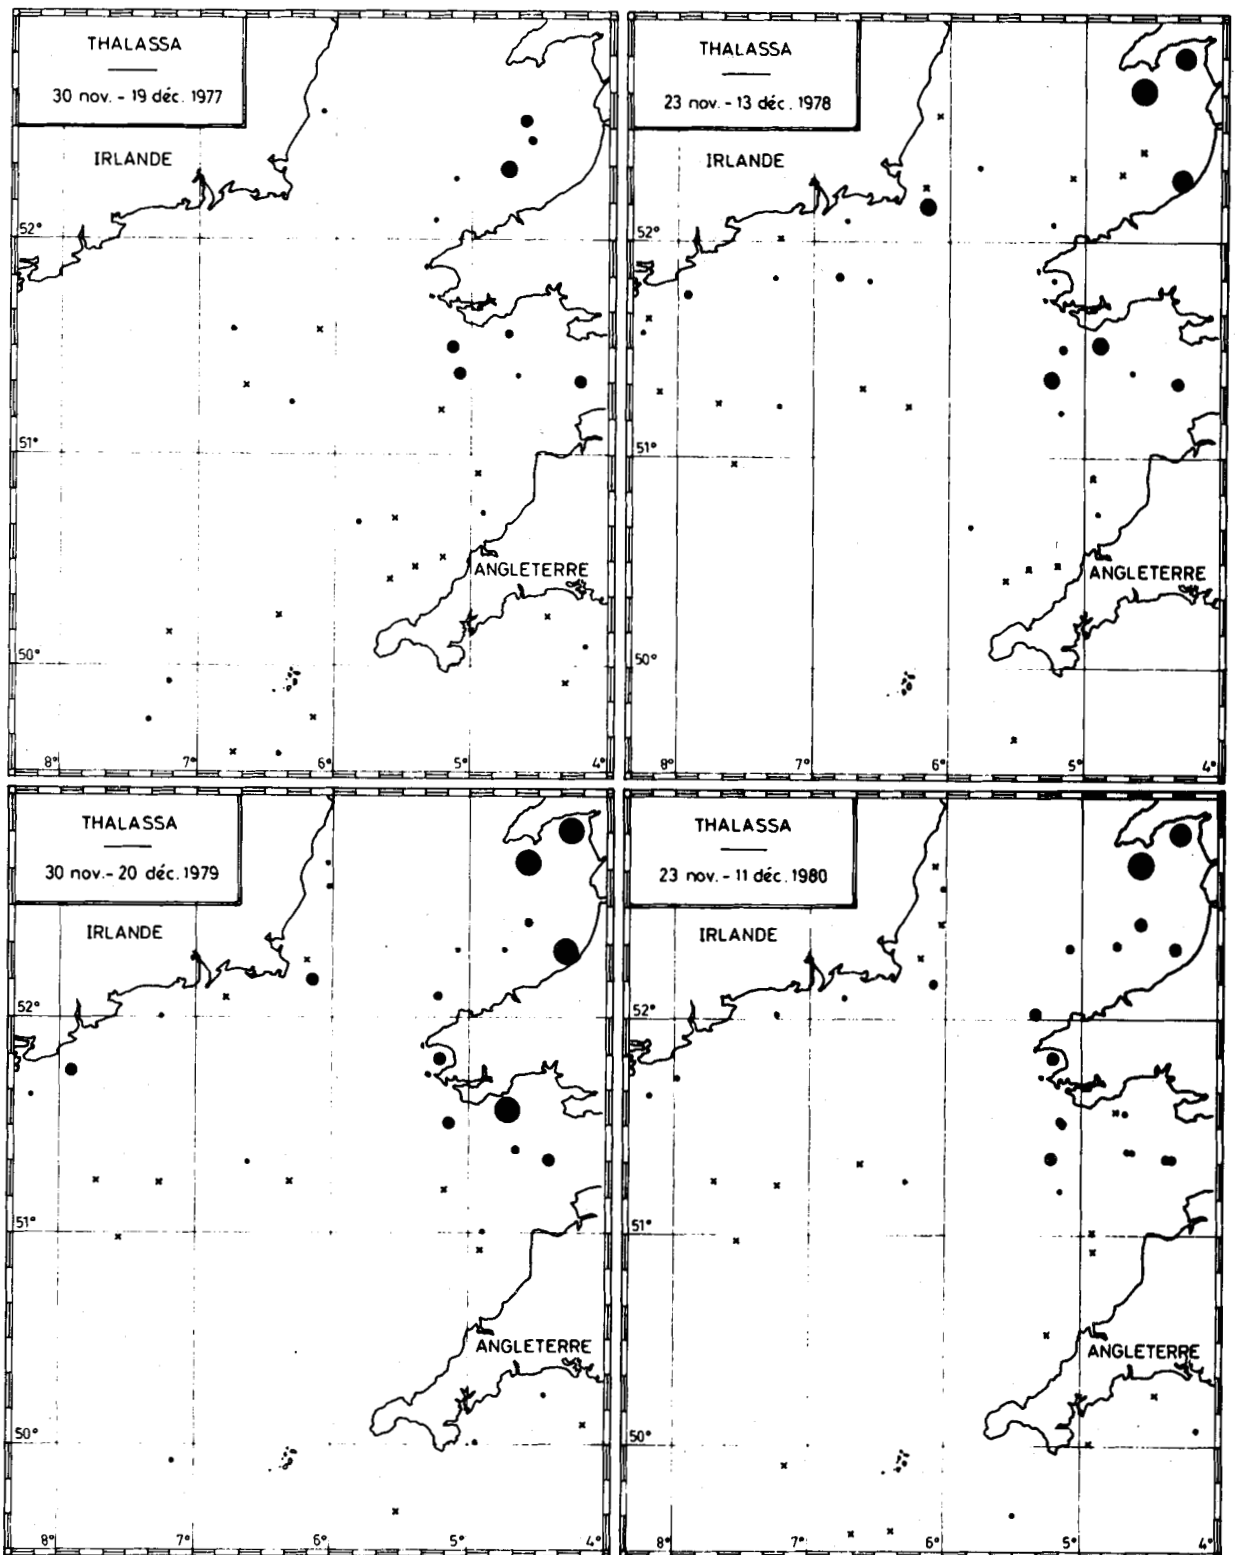 THALASSA
30 nov. - 19 déc. 1977
IRLANDE
52°
51°
ANGLETERRE
50°
8°
7°
6°
5°
4°
THALASSA
23 nov. - 13 déc. 1978
IRLANDE
52°
51°
ANGLETERRE
50°
8°
7°
6°
5°
4°
THALASSA
30 nov. - 20 déc. 1979
IRLANDE
52°
51°
ANGLETERRE
50°
8°
7°
6°
5°
4°
THALASSA
23 nov. - 11 déc. 1980
IRLANDE
52°
51°
ANGLETERRE
50°
8°
7°
6°
5°
4°